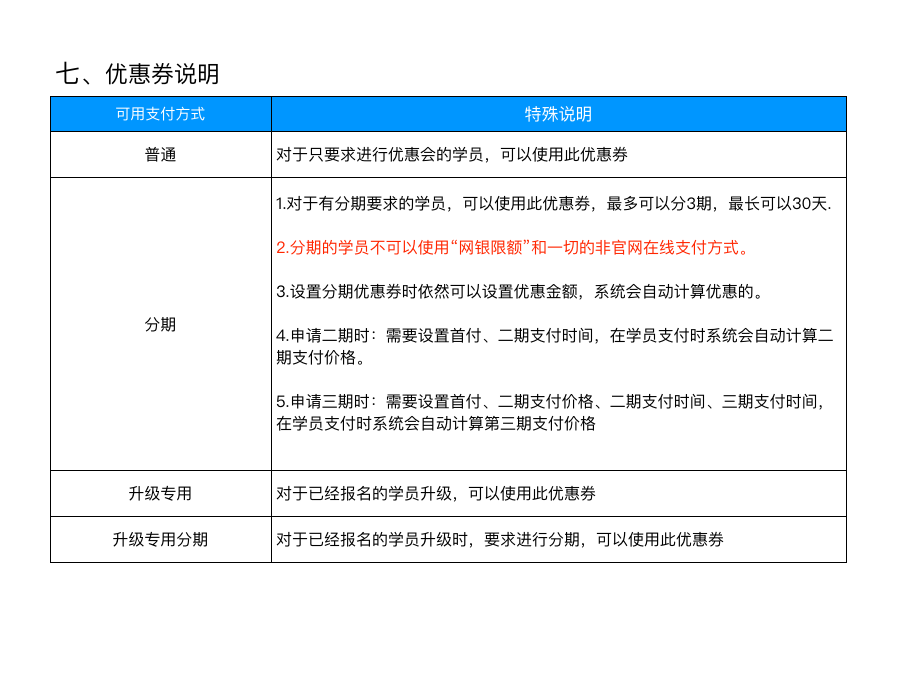 七、优惠券说明
可用支付方式
特殊说明
普通
对于只要求进行优惠会的学员，可以使用此优惠券
分期
1.对于有分期要求的学员，可以使用此优惠券，最多可以分3期，最长可以30天.
2.分期的学员不可以使用“网银限额”和一切的非官网在线支付方式。
3.设置分期优惠券时依然可以设置优惠金额，系统会自动计算优惠的。
4.申请二期时：需要设置首付、二期支付时间，在学员支付时系统会自动计算二
期支付价格。
5.申请三期时：需要设置首付、二期支付价格、二期支付时间、三期支付时间，
在学员支付时系统会自动计算第三期支付价格
升级专用
对于已经报名的学员升级，可以使用此优惠券
升级专用分期
对于已经报名的学员升级时，要求进行分期，可以使用此优惠券